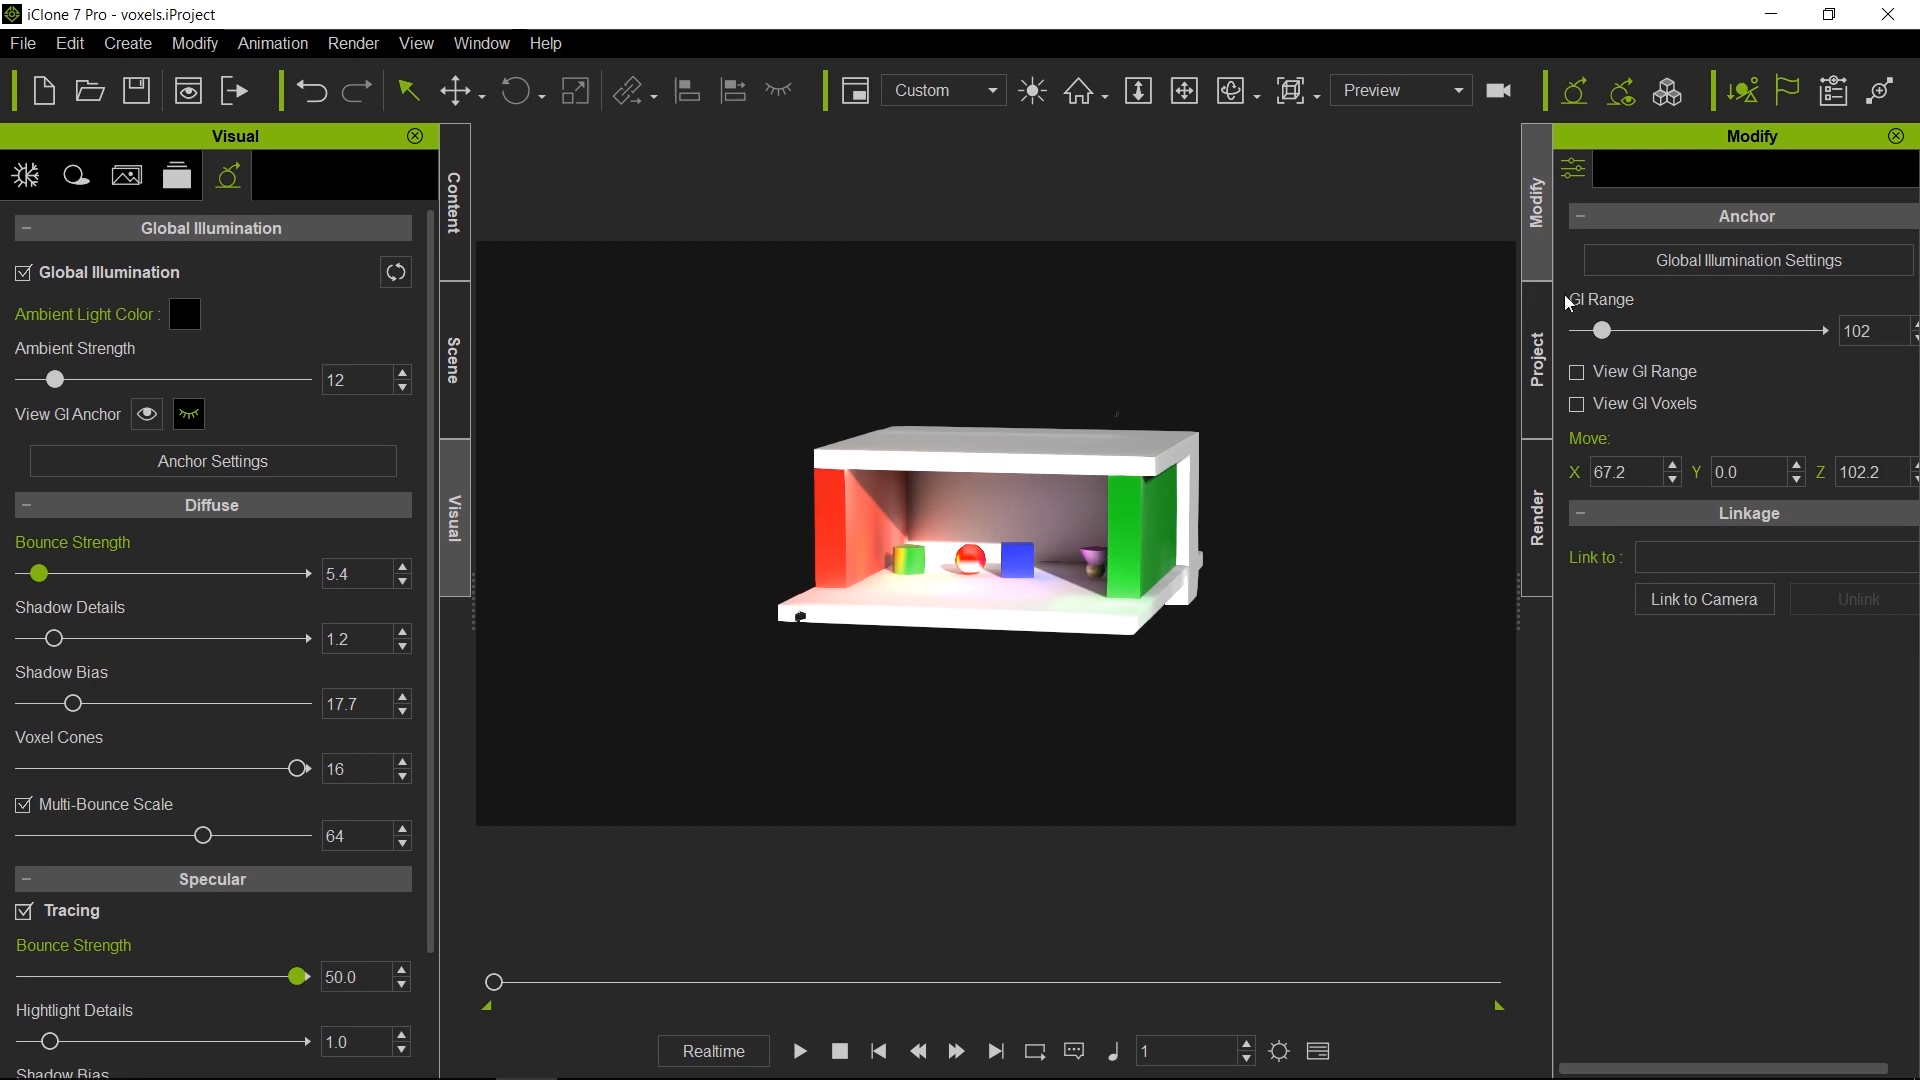 iClone 7 Pro - voxels.iProject
File Edit Create Modify Animation Render View Window Help
Custom Preview
Visual
Global Illumination
Global Illumination
Ambient Light Color :
Ambient Strength
12
View GI Anchor
Anchor Settings
Diffuse
Bounce Strength
5.4
Shadow Details
1.2
Shadow Bias
17.7
Voxel Cones
16
Multi-Bounce Scale
64
Specular
Tracing
Bounce Strength
50.0
Hightlight Details
1.0
Shadow Bias
Content
Scene
Visual
Realtime 1
Modify
Project
Render
Modify
Anchor
Global Illumination Settings
GI Range
102
View GI Range
View GI Voxels
Move:
X 67.2 Y 0.0 Z 102.2
Linkage
Link to :
Link to Camera Unlink